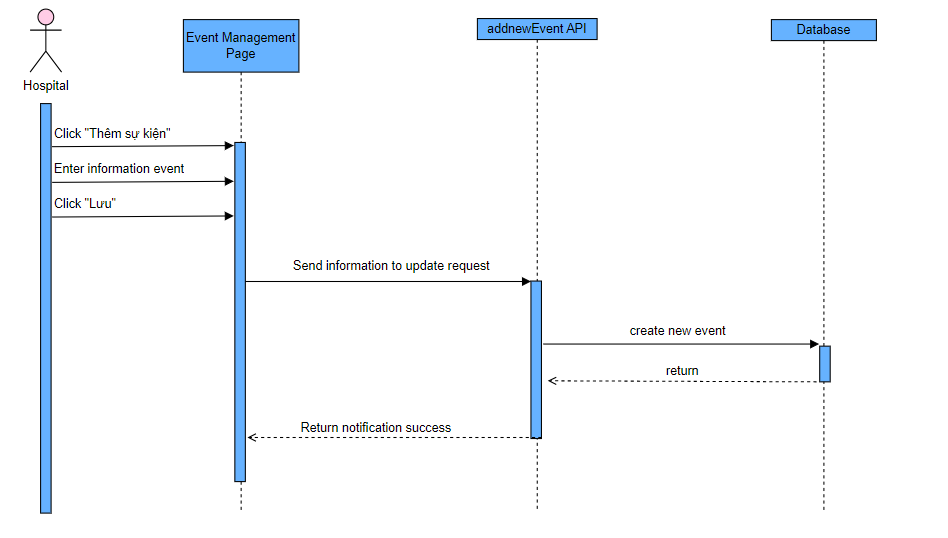 Hospital
Event Management
Page
addnewEvent API
Database
Click "Thêm sự kiện"
Enter information event
Click "Lưu"
Send information to update request
create new event
return
Return notification success